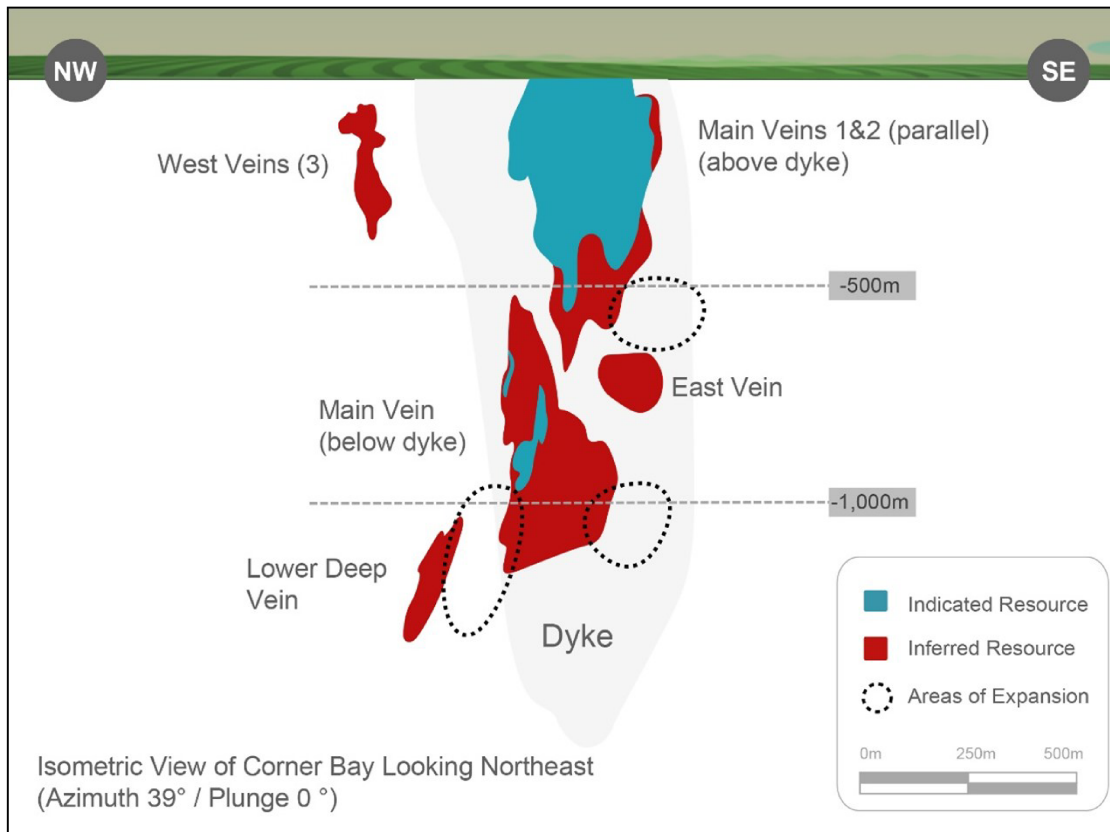 NW
SE
West Veins (3)
Main Veins 1&2 (parallel)
(above dyke)
-500m
East Vein
Main Vein
(below dyke)
-1,000m
Lower Deep
Vein
Dyke
Indicated Resource
Inferred Resource
Areas of Expansion
0m 250m 500m
Isometric View of Corner Bay Looking Northeast
(Azimuth 39° / Plunge 0 °)